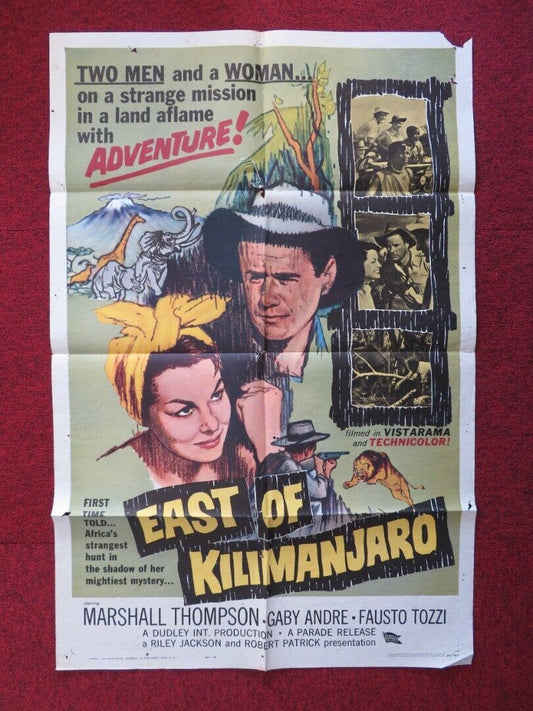 TWO MEN and a WOMAN...
on a strange mission
in a land aflame
with
ADVENTURE!
filmed in VISTARAMA
and TECHNICOLOR!
FIRST
TIME
TOLD...
Africa's
strangest
hunt in
the shadow of her
mightiest mystery...
EAST OF
KILIMANJARO
starring
MARSHALL THOMPSON · GABY ANDRE · FAUSTO TOZZI
A DUDLEY INT. PRODUCTION · A PARADE RELEASE
a RILEY JACKSON and ROBERT PATRICK presentation